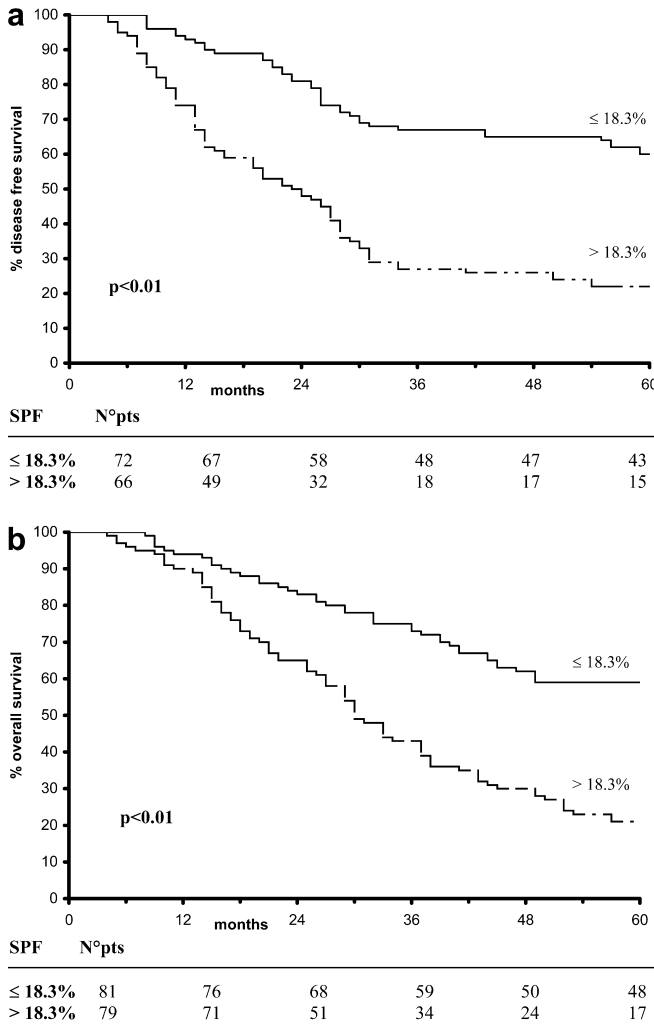 a
% disease free survival
100
90
80
70
60
50
40
30
20
10
0
≤ 18.3%
> 18.3%
p<0.01
0 12 24 36 48 60
months
SPF N°pts
≤ 18.3% 72 67 58 48 47 43
> 18.3% 66 49 32 18 17 15
b
% overall survival
100
90
80
70
60
50
40
30
20
10
0
≤ 18.3%
> 18.3%
p<0.01
0 12 24 36 48 60
months
SPF N°pts
≤ 18.3% 81 76 68 59 50 48
> 18.3% 79 71 51 34 24 17